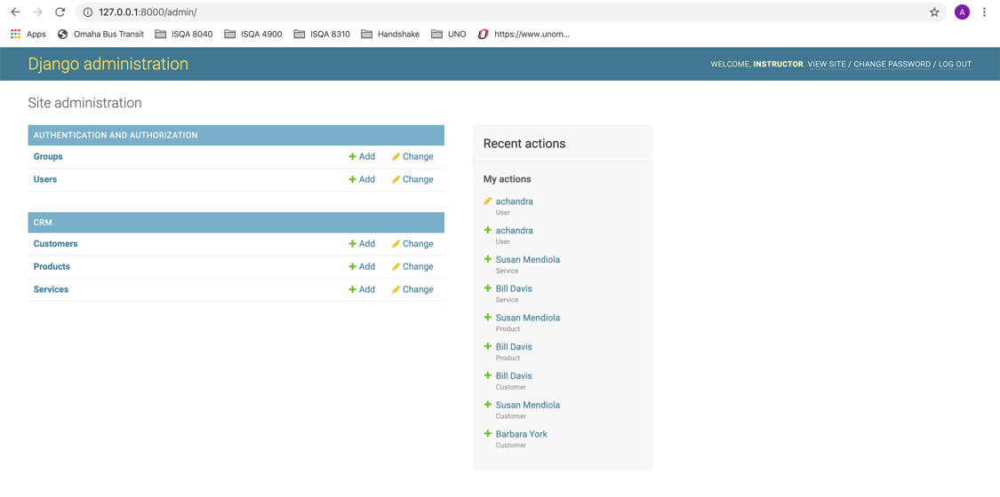 127.0.0.1:8000/admin/
A
Apps Omaha Bus Transit ISQA 8040 ISQA 4900 ISQA 8310 Handshake UNO https://www.unom...
Django administration
WELCOME, INSTRUCTOR. VIEW SITE / CHANGE PASSWORD / LOG OUT
Site administration
AUTHENTICATION AND AUTHORIZATION
Groups Add Change
Users Add Change
CRM
Customers Add Change
Products Add Change
Services Add Change
Recent actions
My actions
achandra
User
achandra
User
Susan Mendiola
Service
Bill Davis
Service
Susan Mendiola
Product
Bill Davis
Product
Bill Davis
Customer
Susan Mendiola
Customer
Barbara York
Customer